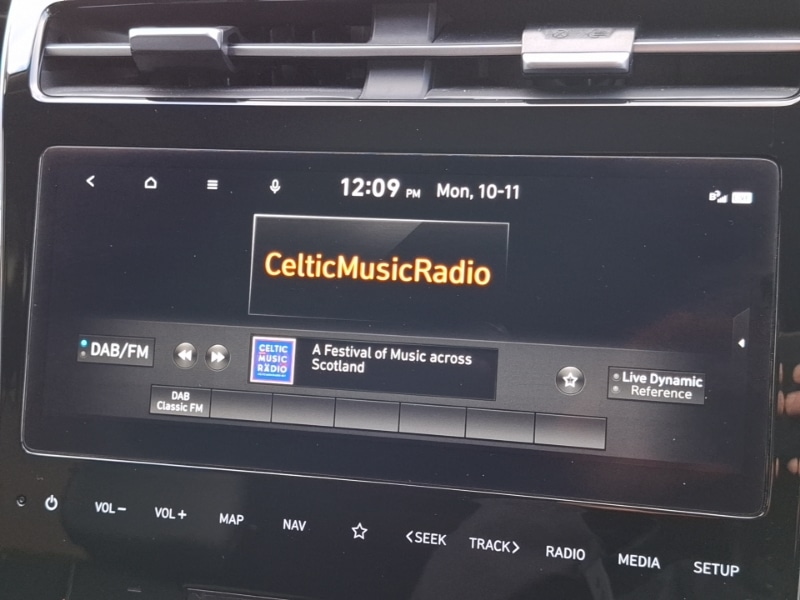 12:09 PM Mon, 10-11
CelticMusicRadio
DAB/FM
CELTIC
MUSIC
RADIO
A Festival of Music across
Scotland
Live Dynamic
Reference
DAB
Classic FM
VOL− VOL+ MAP NAV <SEEK TRACK> RADIO MEDIA SETUP